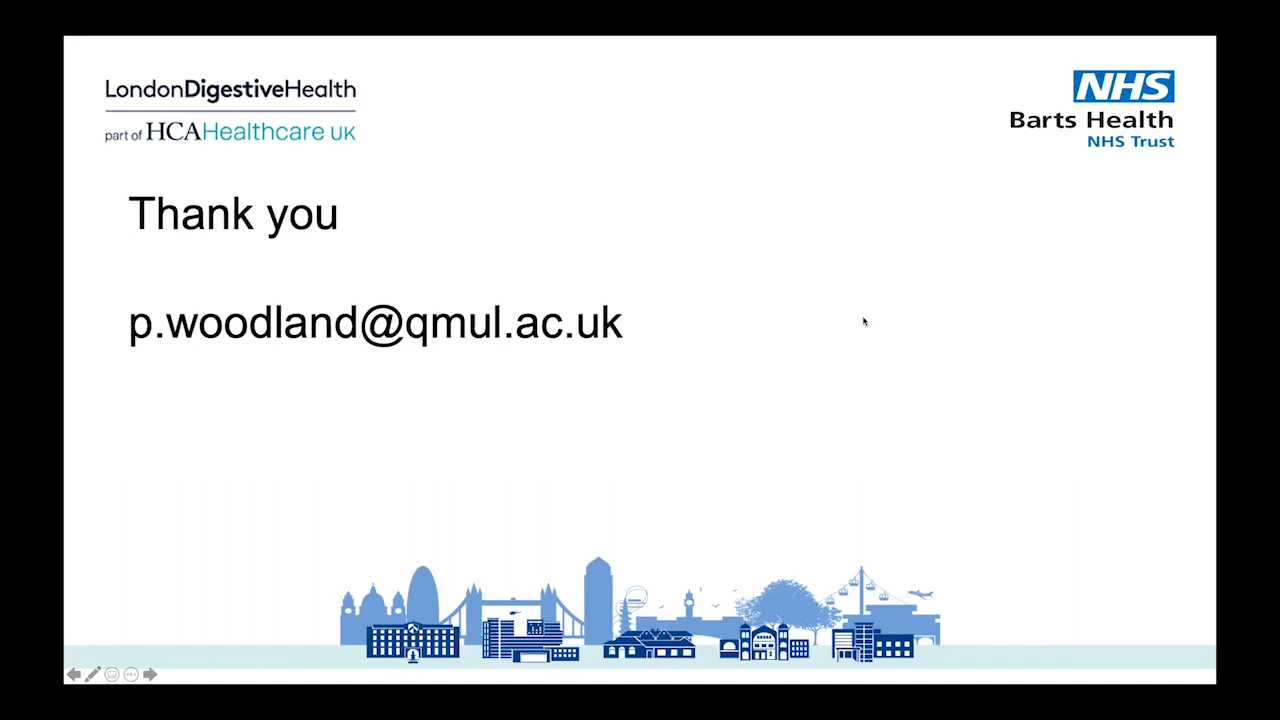 LondonDigestiveHealth
part of HCAHealthcare UK
NHS
Barts Health
NHS Trust
Thank you
p.woodland@qmul.ac.uk